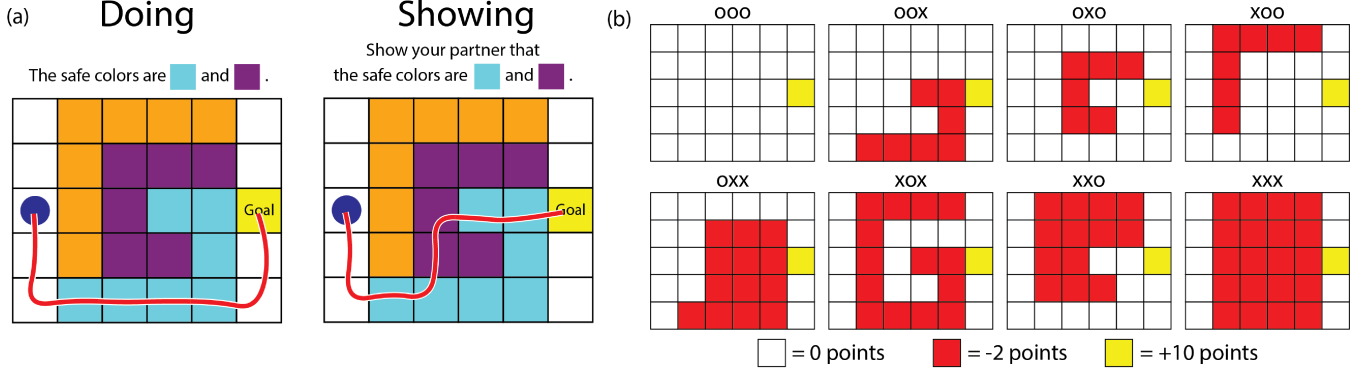 (a)
Doing
The safe colors are and .
Goal
Showing
Show your partner that
the safe colors are and .
Goal
(b)
ooo
oox
oxo
xoo
oxx
xox
xxo
xxx
= 0 points
= -2 points
= +10 points